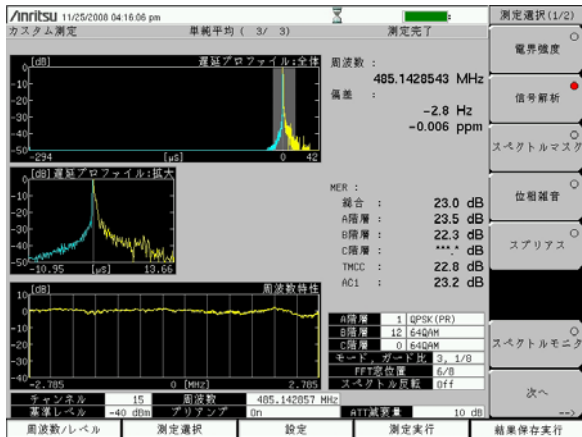 Anritsu 11/25/2008 04:16:06 pm
測定選択(1/2)
カスタム測定 単純平均 ( 3/ 3) 測定完了
電界強度
信号解析
スペクトルマスク
位相雑音
スプリアス
スペクトルモニタ
次へ
-->
[dB] 遅延プロファイル:全体
0
-10
-20
-30
-40
-50
-294 [μS] 0 42
周波数 :
485.1428543 MHz
偏差 :
-2.8 Hz
-0.006 ppm
[dB] 遅延プロファイル:拡大
0
-10
-20
-30
-40
-50
-10.95 [μS] 13.66
MER :
総合 : 23.0 dB
A階層 : 23.5 dB
B階層 : 22.3 dB
C階層 : ***.* dB
TMCC : 22.8 dB
AC1 : 23.2 dB
[dB] 周波数特性
10
0
-10
-20
-30
-40
-2.785 0 [MHz] 2.785
A階層 1 QPSK(PR)
B階層 12 64QAM
C階層 0 64QAM
モード, ガード比 3, 1/8
FFT窓位置 6/8
スペクトル反転 Off
チャンネル 15 周波数 485.142857 MHz
基準レベル -40 dBm プリアンプ On ATT減衰量 10 dB
周波数/レベル 測定選択 設定 測定実行 結果保存実行